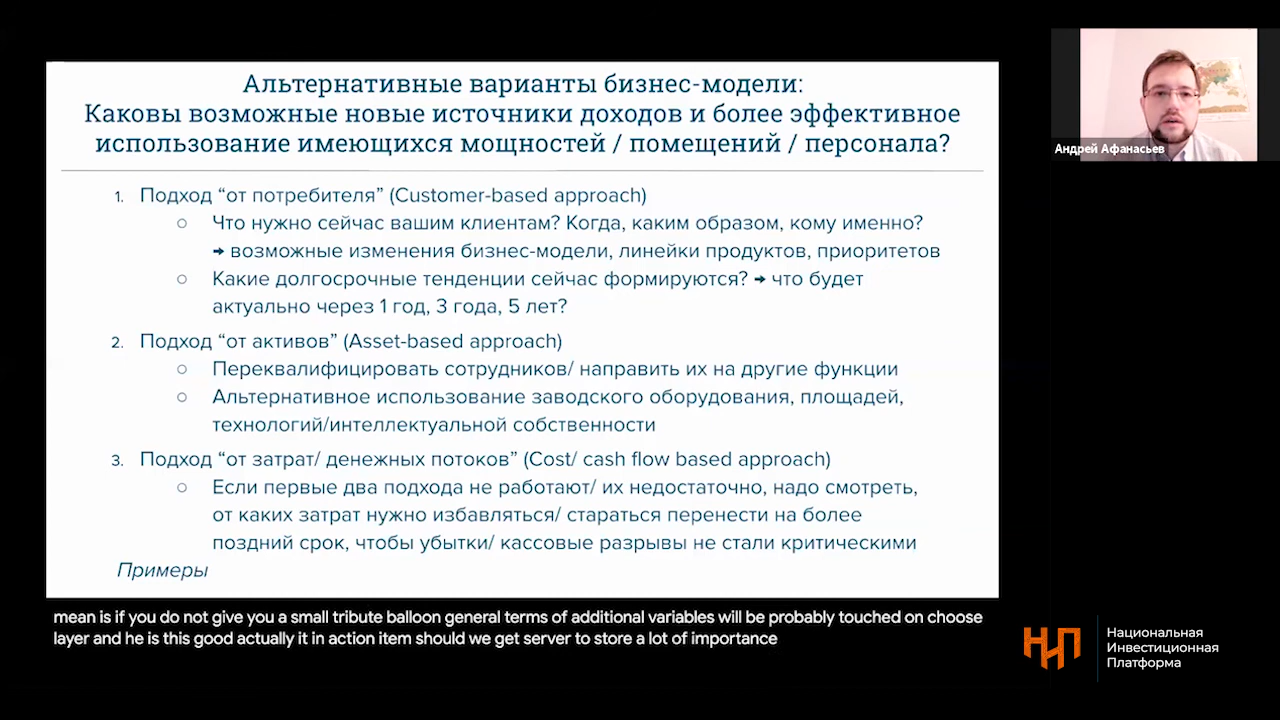 Альтернативные варианты бизнес-модели:
Каковы возможные новые источники доходов и более эффективное
использование имеющихся мощностей / помещений / персонала?
1. Подход “от потребителя” (Customer-based approach)
○ Что нужно сейчас вашим клиентам? Когда, каким образом, кому именно?
➔ возможные изменения бизнес-модели, линейки продуктов, приоритетов
○ Какие долгосрочные тенденции сейчас формируются? ➔ что будет
актуально через 1 год, 3 года, 5 лет?
2. Подход “от активов” (Asset-based approach)
○ Переквалифицировать сотрудников/ направить их на другие функции
○ Альтернативное использование заводского оборудования, площадей,
технологий/интеллектуальной собственности
3. Подход “от затрат/ денежных потоков” (Cost/ cash flow based approach)
○ Если первые два подхода не работают/ их недостаточно, надо смотреть,
от каких затрат нужно избавляться/ стараться перенести на более
поздний срок, чтобы убытки/ кассовые разрывы не стали критическими
Примеры
mean is if you do not give you a small tribute balloon general terms of additional variables will be probably touched on choose
layer and he is this good actually it in action item should we get server to store a lot of importance
Андрей Афанасьев
НИП
Национальная
Инвестиционная
Платформа